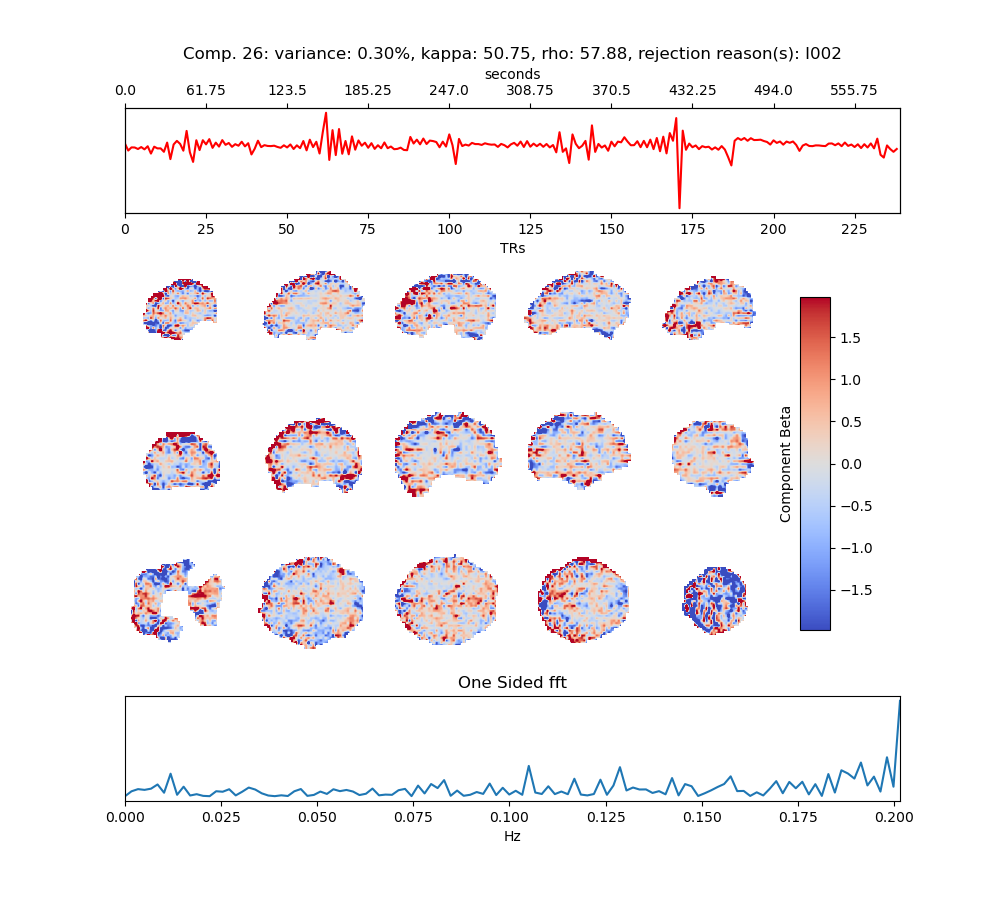 Comp. 26: variance: 0.30%, kappa: 50.75, rho: 57.88, rejection reason(s): I002
seconds
0.0 61.75 123.5 185.25 247.0 308.75 370.5 432.25 494.0 555.75
0 25 50 75 100 125 150 175 200 225
TRs
1.5
1.0
0.5
0.0
−0.5
−1.0
−1.5
Component Beta
One Sided fft
0.000 0.025 0.050 0.075 0.100 0.125 0.150 0.175 0.200
Hz